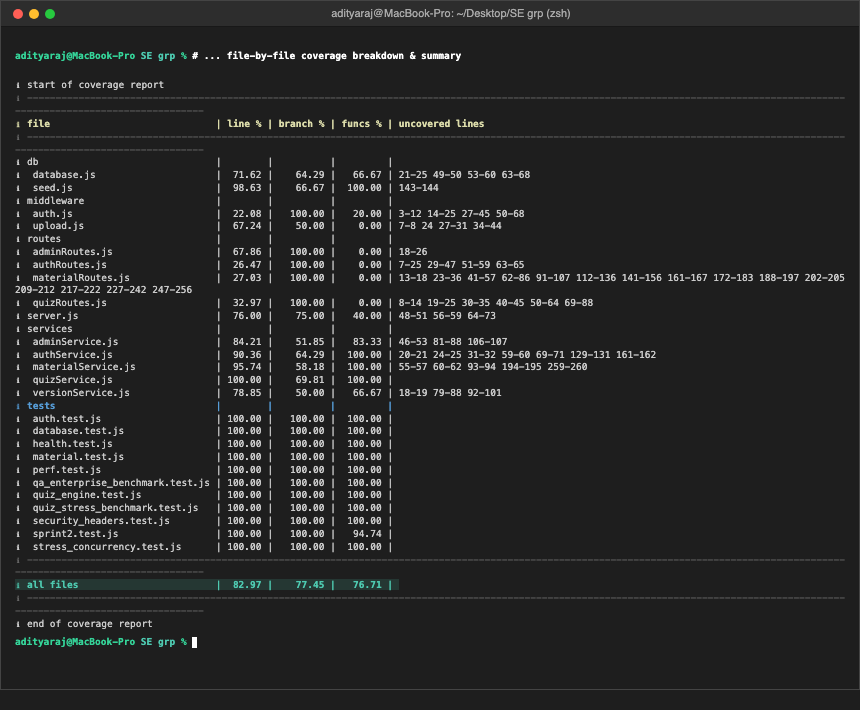 adityaraj@MacBook-Pro: ~/Desktop/SE grp (zsh)
adityaraj@MacBook-Pro SE grp % # ... file-by-file coverage breakdown & summary
ℹ start of coverage report
ℹ ------------------------------------------------------------------------------------------------------------------------------------------------
---------------------------------
ℹ file | line % | branch % | funcs % | uncovered lines
ℹ ------------------------------------------------------------------------------------------------------------------------------------------------
---------------------------------
ℹ db | | | |
ℹ database.js | 71.62 | 64.29 | 66.67 | 21-25 49-50 53-60 63-68
ℹ seed.js | 98.63 | 66.67 | 100.00 | 143-144
ℹ middleware | | | |
ℹ auth.js | 22.08 | 100.00 | 20.00 | 3-12 14-25 27-45 50-68
ℹ upload.js | 67.24 | 50.00 | 0.00 | 7-8 24 27-31 34-44
ℹ routes | | | |
ℹ adminRoutes.js | 67.86 | 100.00 | 0.00 | 18-26
ℹ authRoutes.js | 26.47 | 100.00 | 0.00 | 7-25 29-47 51-59 63-65
ℹ materialRoutes.js | 27.03 | 100.00 | 0.00 | 13-18 23-36 41-57 62-86 91-107 112-136 141-156 161-167 172-183 188-197 202-205
209-212 217-222 227-242 247-256
ℹ quizRoutes.js | 32.97 | 100.00 | 0.00 | 8-14 19-25 30-35 40-45 50-64 69-88
ℹ server.js | 76.00 | 75.00 | 40.00 | 48-51 56-59 64-73
ℹ services | | | |
ℹ adminService.js | 84.21 | 51.85 | 83.33 | 46-53 81-88 106-107
ℹ authService.js | 90.36 | 64.29 | 100.00 | 20-21 24-25 31-32 59-60 69-71 129-131 161-162
ℹ materialService.js | 95.74 | 58.18 | 100.00 | 55-57 60-62 93-94 194-195 259-260
ℹ quizService.js | 100.00 | 69.81 | 100.00 |
ℹ versionService.js | 78.85 | 50.00 | 66.67 | 18-19 79-88 92-101
ℹ tests | | | |
ℹ auth.test.js | 100.00 | 100.00 | 100.00 |
ℹ database.test.js | 100.00 | 100.00 | 100.00 |
ℹ health.test.js | 100.00 | 100.00 | 100.00 |
ℹ material.test.js | 100.00 | 100.00 | 100.00 |
ℹ perf.test.js | 100.00 | 100.00 | 100.00 |
ℹ qa_enterprise_benchmark.test.js | 100.00 | 100.00 | 100.00 |
ℹ quiz_engine.test.js | 100.00 | 100.00 | 100.00 |
ℹ quiz_stress_benchmark.test.js | 100.00 | 100.00 | 100.00 |
ℹ security_headers.test.js | 100.00 | 100.00 | 100.00 |
ℹ sprint2.test.js | 100.00 | 100.00 | 94.74 |
ℹ stress_concurrency.test.js | 100.00 | 100.00 | 100.00 |
ℹ ------------------------------------------------------------------------------------------------------------------------------------------------
---------------------------------
ℹ all files | 82.97 | 77.45 | 76.71 |
ℹ ------------------------------------------------------------------------------------------------------------------------------------------------
---------------------------------
ℹ end of coverage report
adityaraj@MacBook-Pro SE grp %